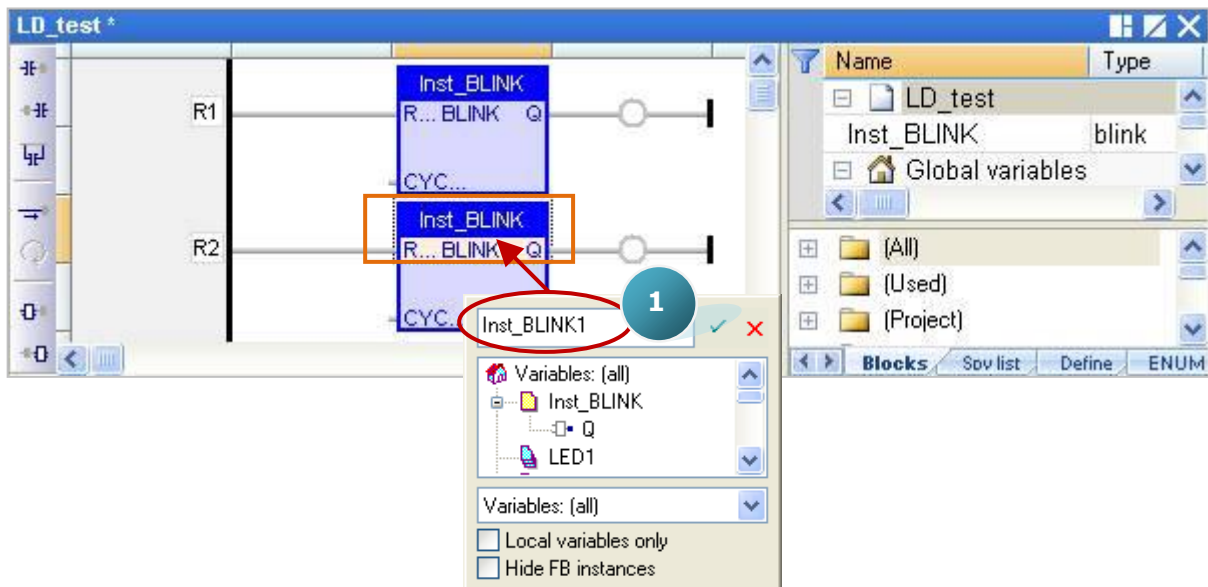 LD_test *
Name Type
LD_test
Inst_BLINK blink
Global variables
R1
Inst_BLINK
R... BLINK Q
CYC...
R2
Inst_BLINK
R... BLINK Q
CYC...
(All)
(Used)
(Project)
Blocks Spy list Define ENUM
1
Inst_BLINK1
Variables: (all)
Inst_BLINK
Q
LED1
Variables: (all)
Local variables only
Hide FB instances